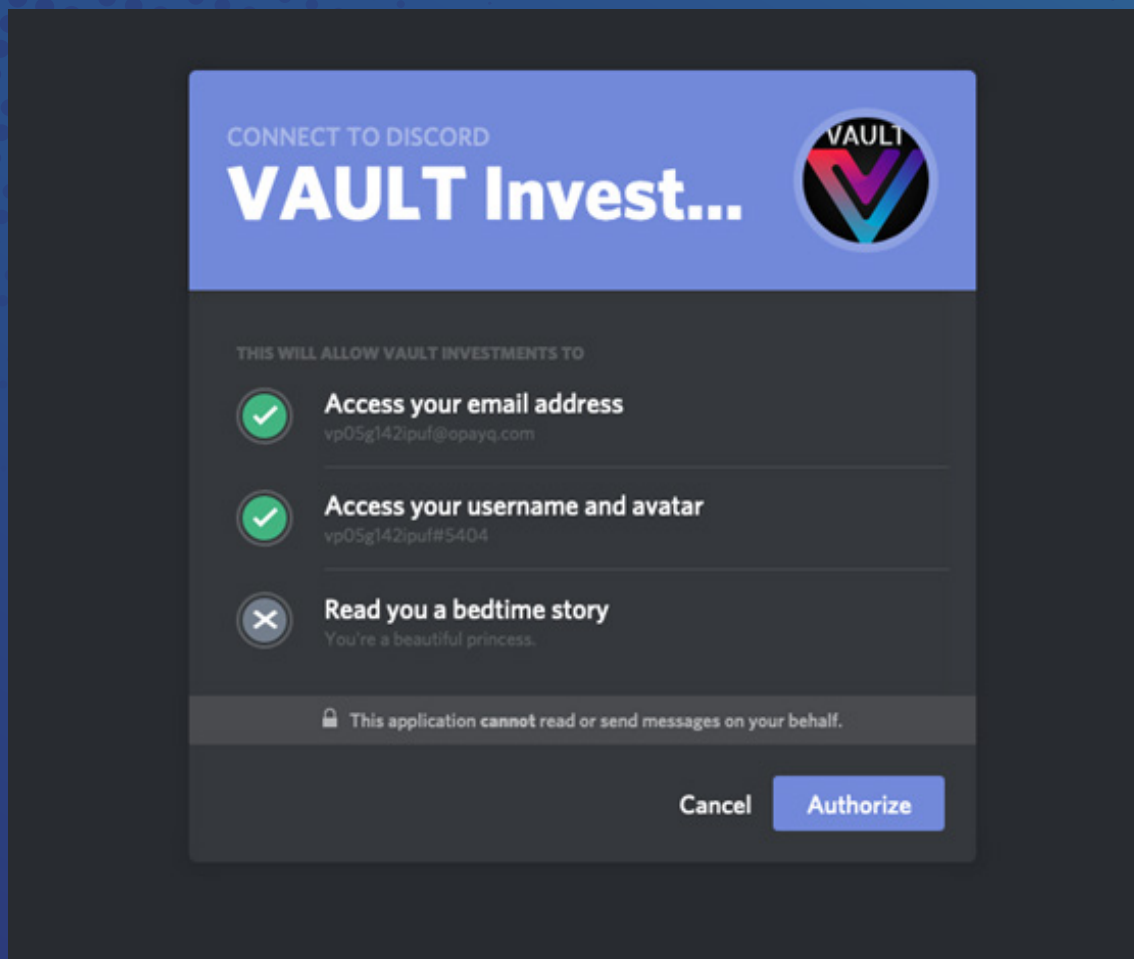 CONNECT TO DISCORD
VAULT Invest...
VAULT
THIS WILL ALLOW VAULT INVESTMENTS TO
Access your email address
vp05g142ipuf@opayq.com
Access your username and avatar
vp05g142ipuf#5404
Read you a bedtime story
You're a beautiful princess.
This application cannot read or send messages on your behalf.
Cancel
Authorize